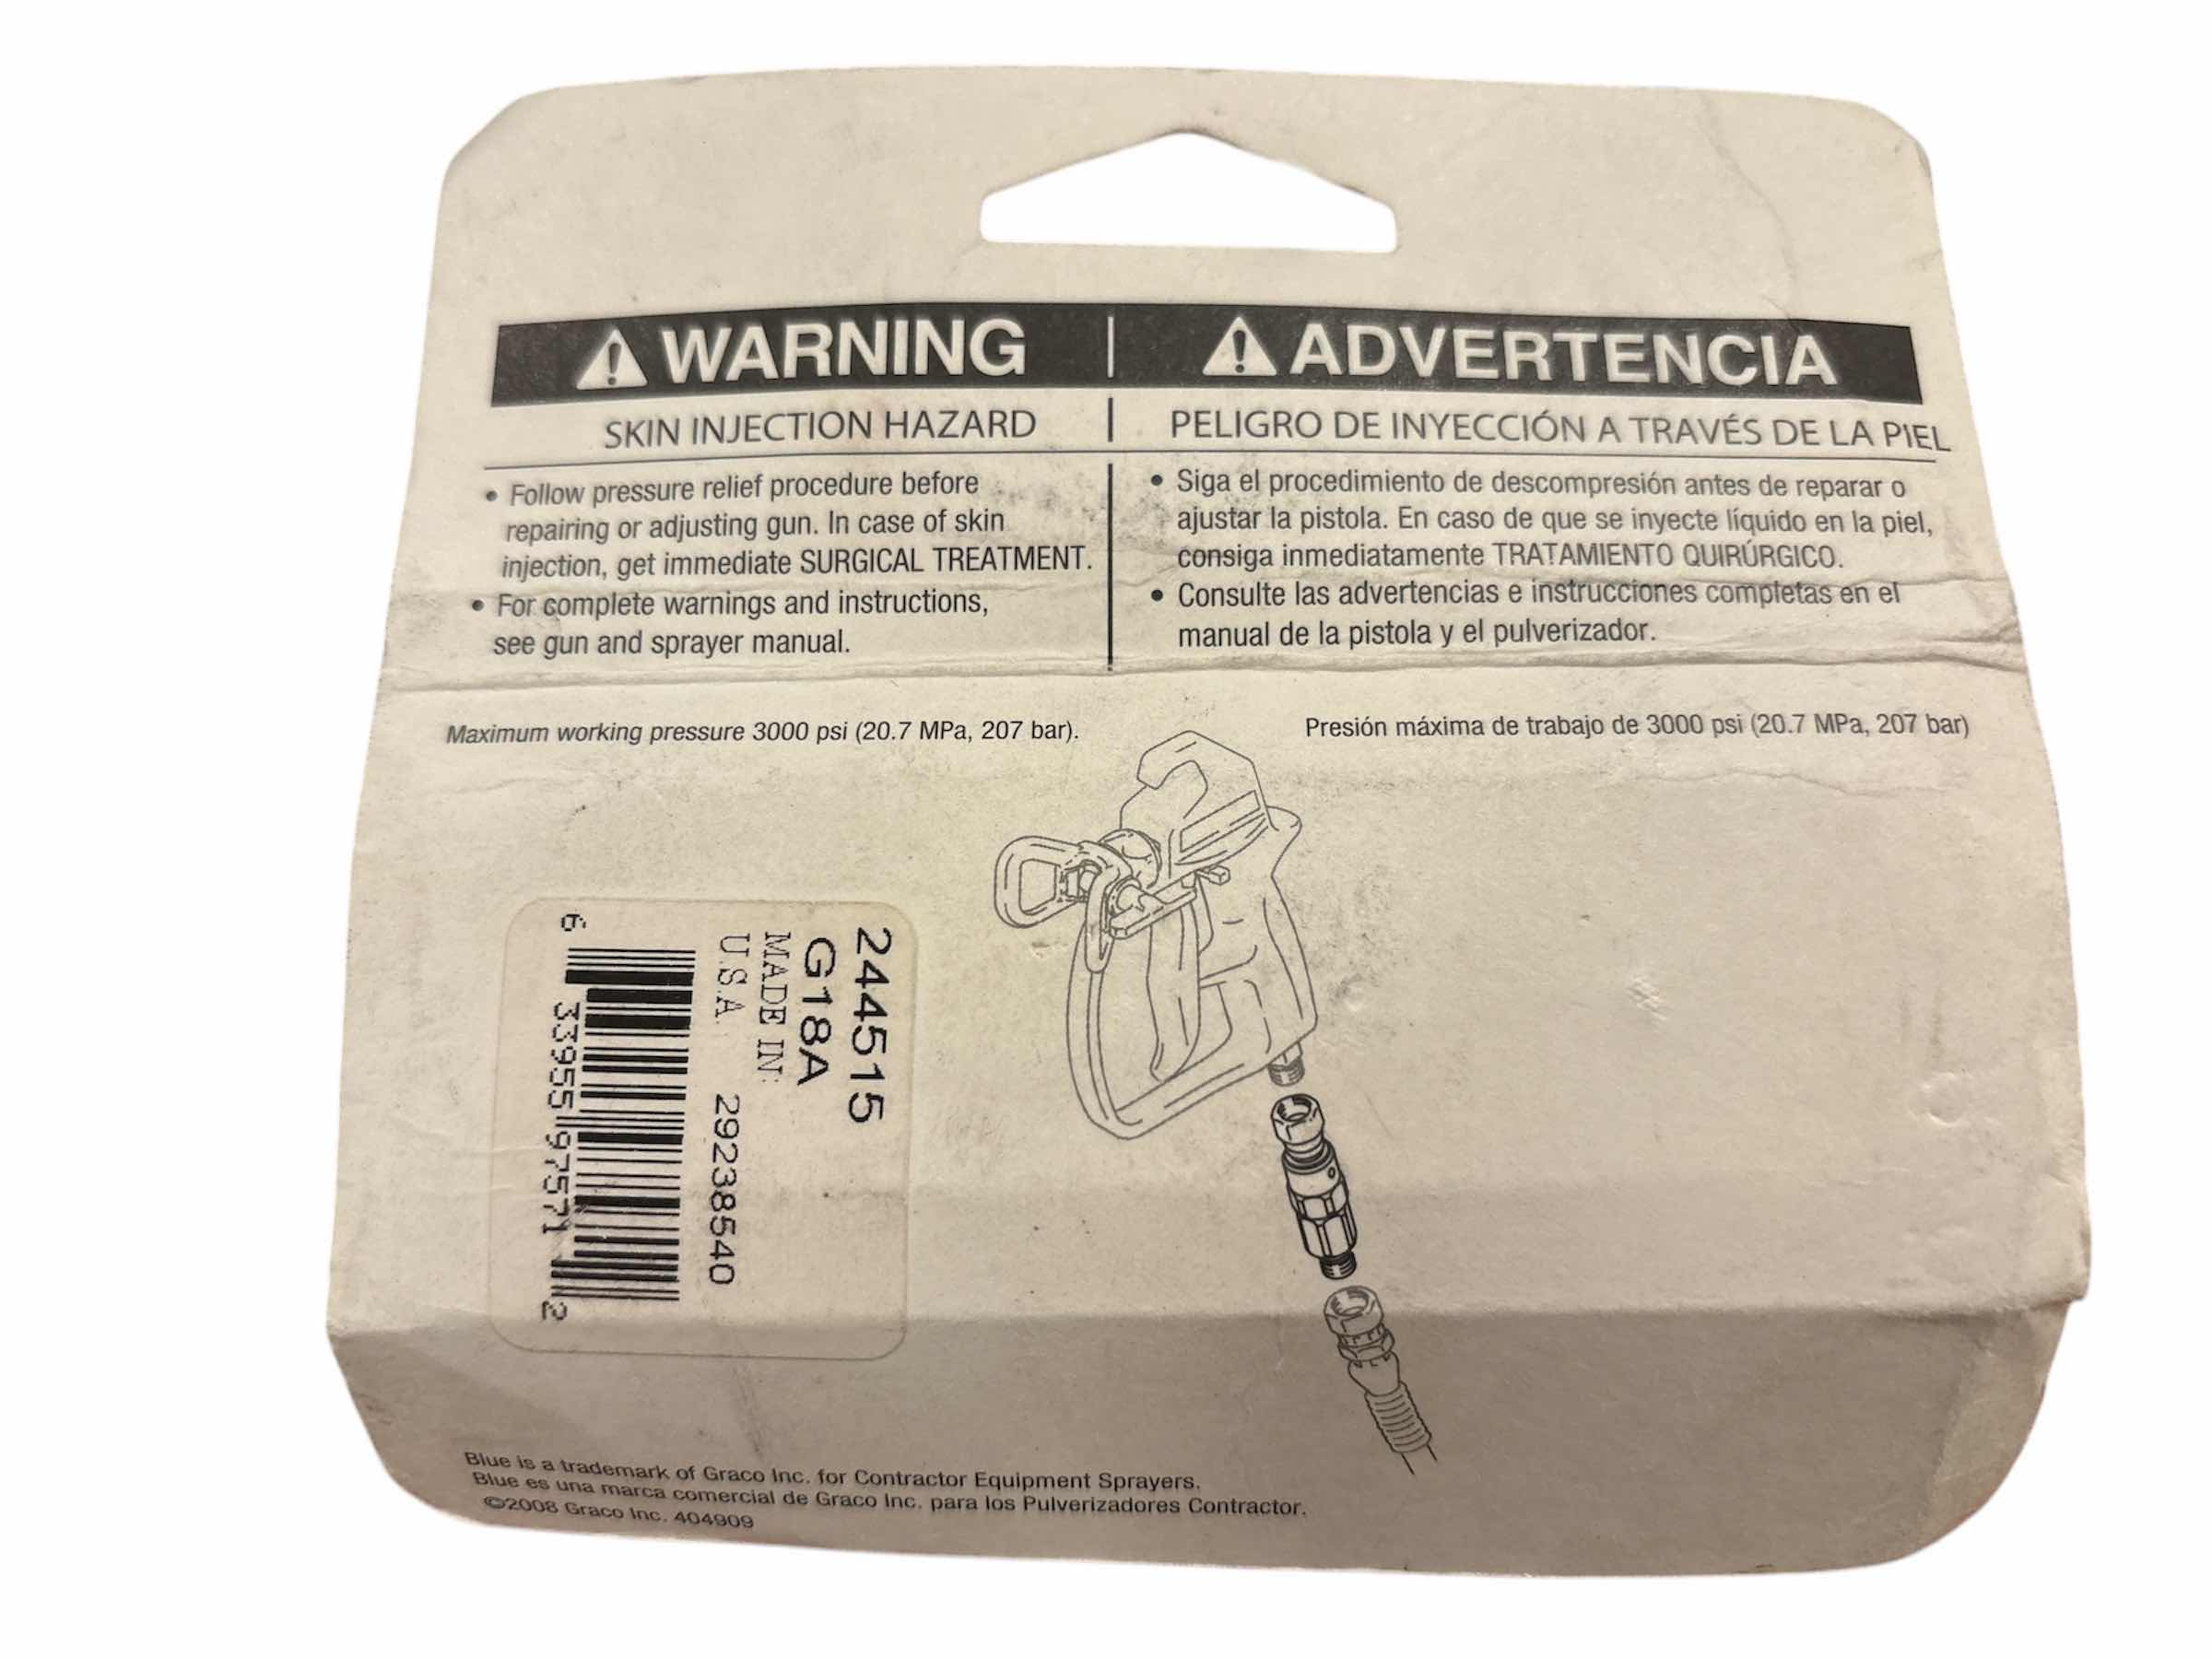 WARNING | ADVERTENCIA
SKIN INJECTION HAZARD | PELIGRO DE INYECCIÓN A TRAVÉS DE LA PIEL
• Follow pressure relief procedure before
repairing or adjusting gun. In case of skin
injection, get immediate SURGICAL TREATMENT.
• For complete warnings and instructions,
see gun and sprayer manual.
• Siga el procedimiento de descompresión antes de reparar o
ajustar la pistola. En caso de que se inyecte líquido en la piel,
consiga inmediatamente TRATAMIENTO QUIRÚRGICO.
• Consulte las advertencias e instrucciones completas en el
manual de la pistola y el pulverizador.
Maximum working pressure 3000 psi (20.7 MPa, 207 bar).
Presión máxima de trabajo de 3000 psi (20.7 MPa, 207 bar)
244515
G18A
MADE IN:
U.S.A. 29238540
6 33955 97571 2
Blue is a trademark of Graco Inc. for Contractor Equipment Sprayers.
Blue es una marca comercial de Graco Inc. para los Pulverizadores Contractor.
©2008 Graco Inc. 404909